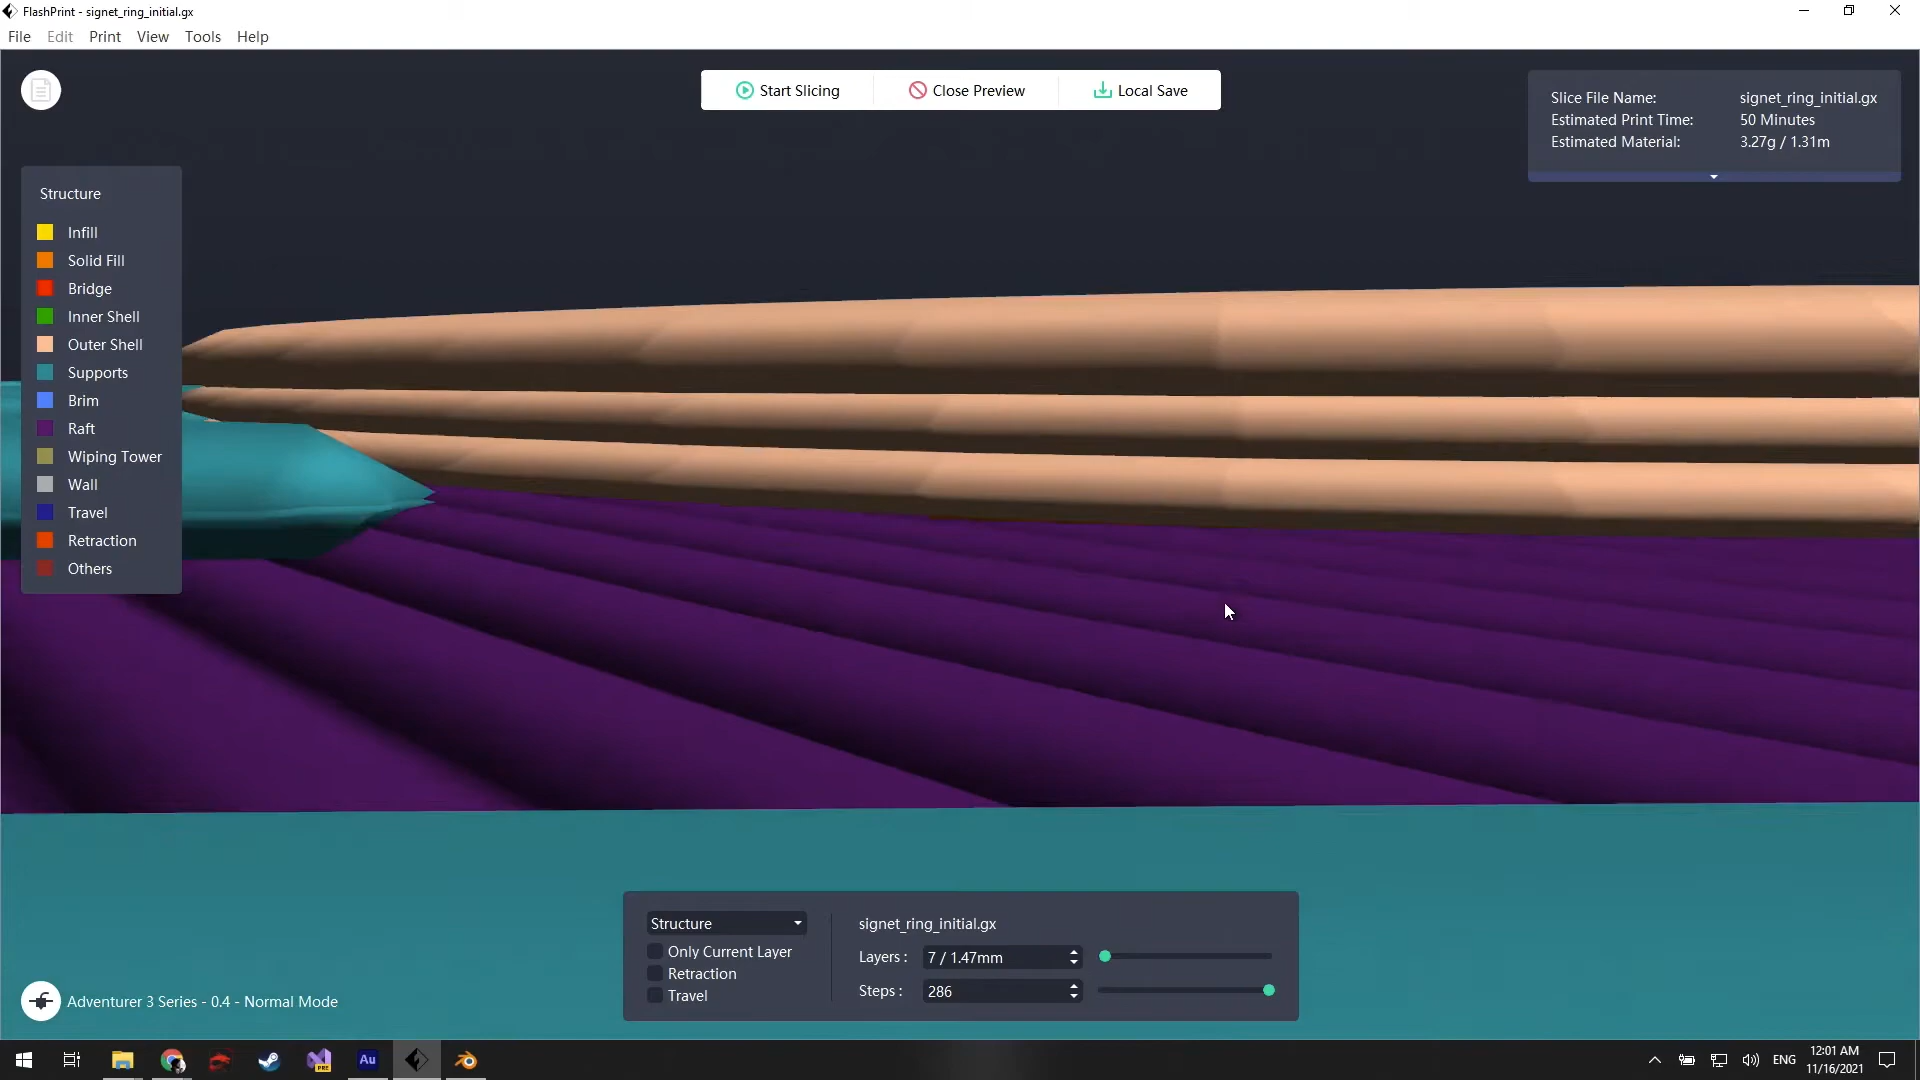 FlashPrint - signet_ring_initial.gx
File Edit Print View Tools Help
Start Slicing Close Preview Local Save
Slice File Name: signet_ring_initial.gx
Estimated Print Time: 50 Minutes
Estimated Material: 3.27g / 1.31m
Structure
Infill
Solid Fill
Bridge
Inner Shell
Outer Shell
Supports
Brim
Raft
Wiping Tower
Wall
Travel
Retraction
Others
Structure
Only Current Layer
Retraction
Travel
signet_ring_initial.gx
Layers : 7 / 1.47mm
Steps : 286
Adventurer 3 Series - 0.4 - Normal Mode
PRE
Au
ENG
12:01 AM
11/16/2021